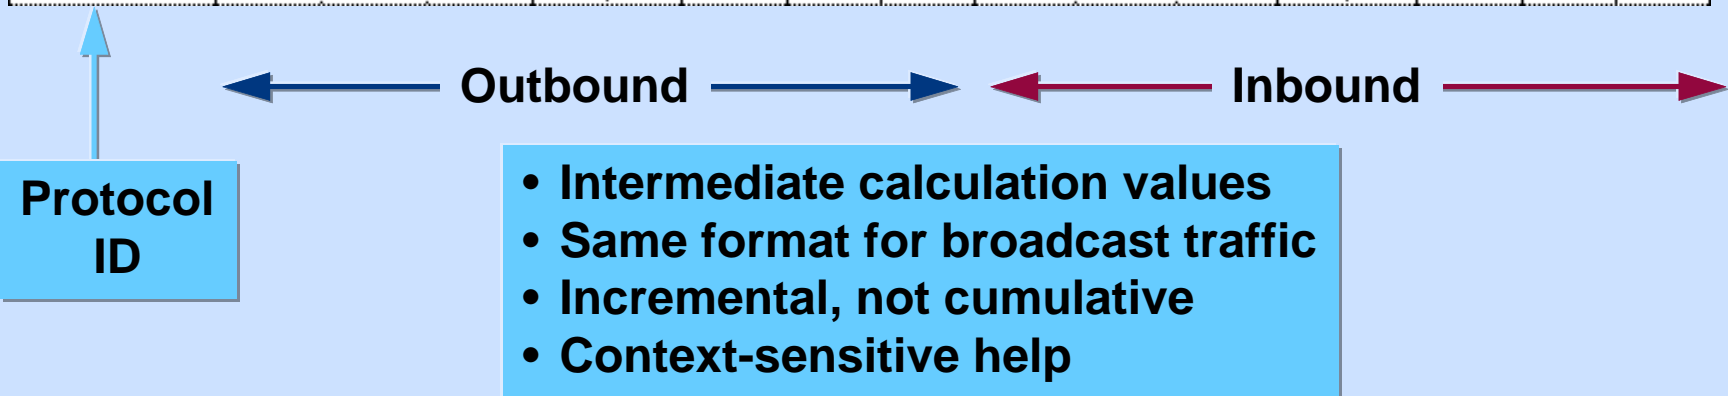 Outbound
Inbound
Protocol
ID
• Intermediate calculation values
• Same format for broadcast traffic
• Incremental, not cumulative
• Context-sensitive help